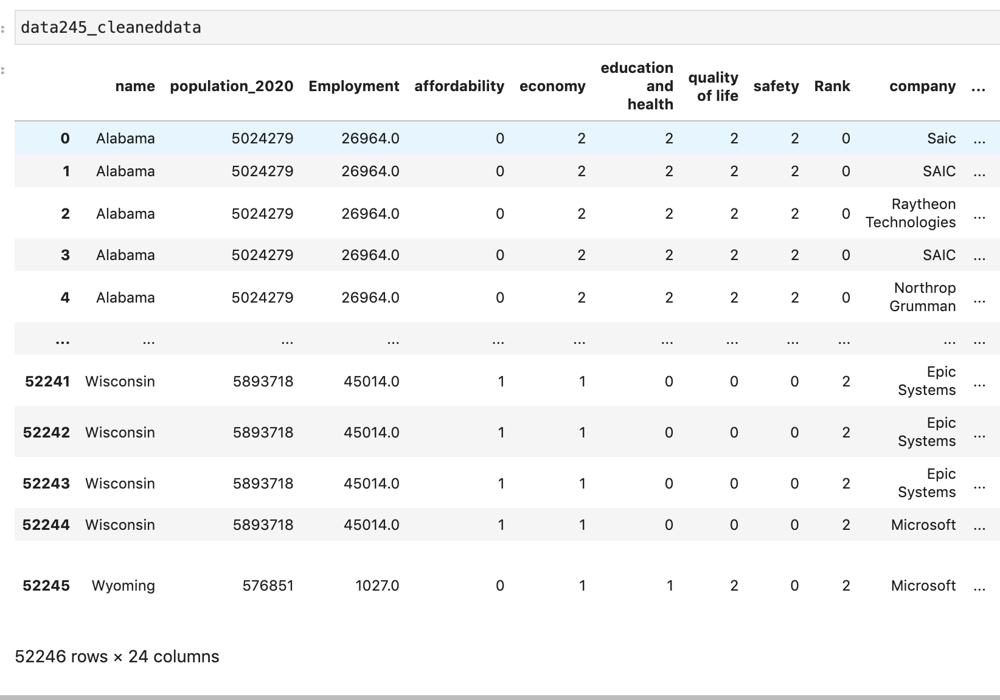 data245_cleaneddata
name population_2020 Employment affordability economy education and health quality of life safety Rank company ...
0 Alabama 5024279 26964.0 0 2 2 2 2 0 Saic ...
1 Alabama 5024279 26964.0 0 2 2 2 2 0 SAIC ...
2 Alabama 5024279 26964.0 0 2 2 2 2 0 Raytheon Technologies ...
3 Alabama 5024279 26964.0 0 2 2 2 2 0 SAIC ...
4 Alabama 5024279 26964.0 0 2 2 2 2 0 Northrop Grumman ...
... ... ... ... ... ... ... ... ... ... ... ...
52241 Wisconsin 5893718 45014.0 1 1 0 0 0 2 Epic Systems ...
52242 Wisconsin 5893718 45014.0 1 1 0 0 0 2 Epic Systems ...
52243 Wisconsin 5893718 45014.0 1 1 0 0 0 2 Epic Systems ...
52244 Wisconsin 5893718 45014.0 1 1 0 0 0 2 Microsoft ...
52245 Wyoming 576851 1027.0 0 1 1 2 0 2 Microsoft ...
52246 rows × 24 columns